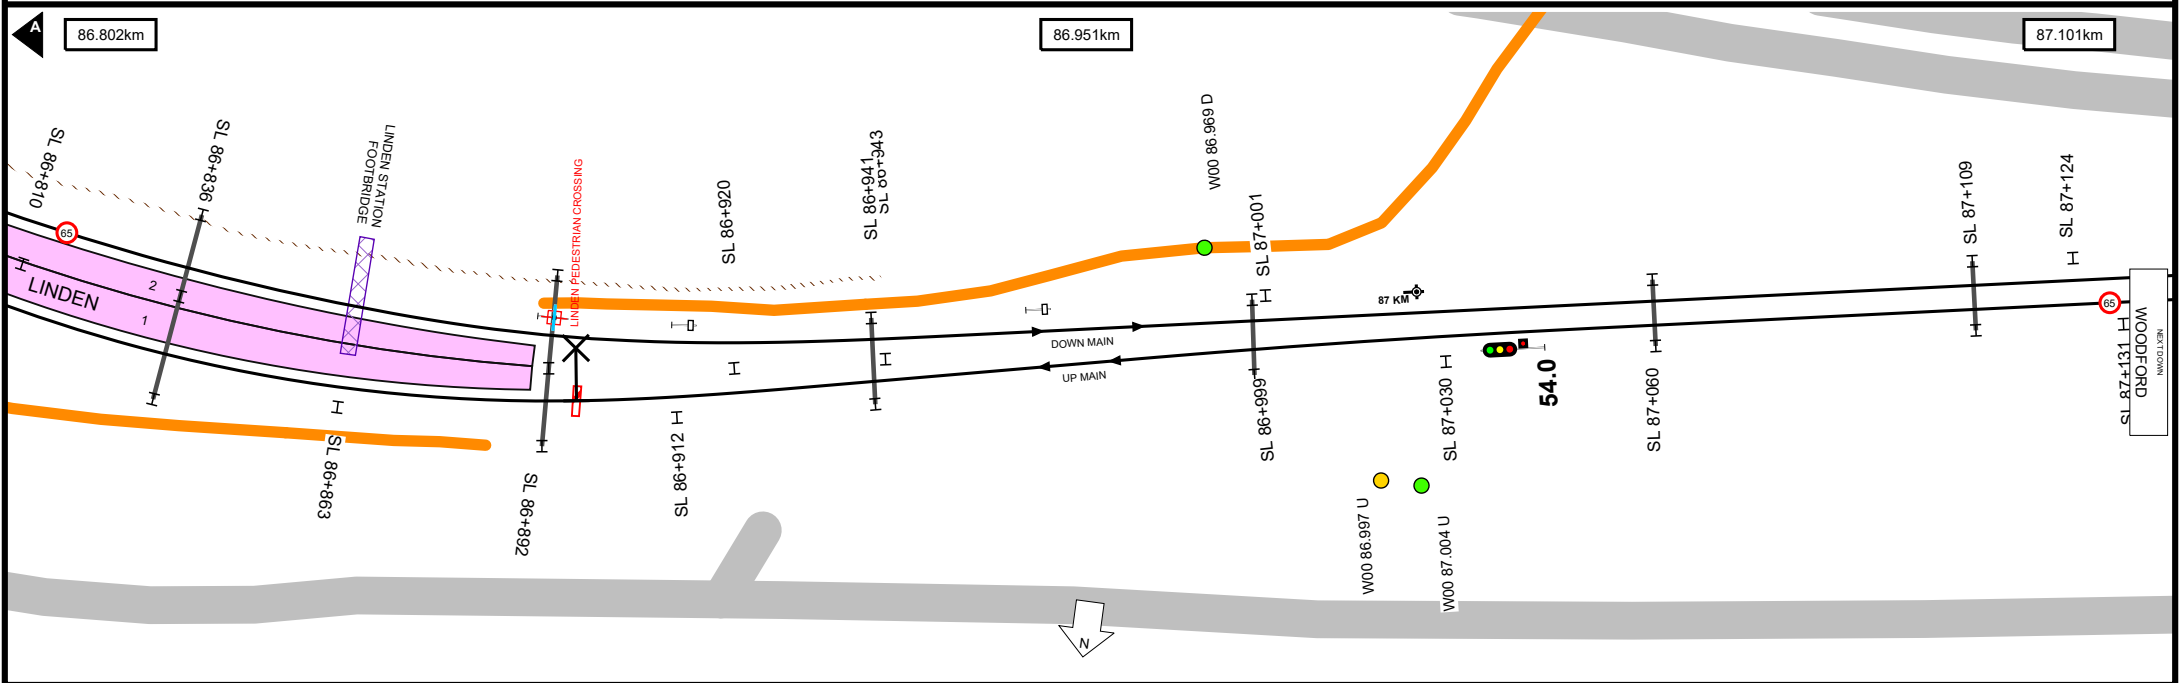 A
86.802km
86.951km
87.101km
SL 86+810
SL 86+836
LINDEN STATION
FOOTBRIDGE
LINDEN PEDESTRIAN CROSSING
SL 86+920
SL 86+941
SL 86+943
W00 86.969 D
SL 87+001
SL 87+109
SL 87+124
65
2
1
LINDEN
87 KM
DOWN MAIN
UP MAIN
65
54.0
NEXT DOWN
WOODFORD
SL 86+863
SL 86+892
SL 86+912
SL 86+999
SL 87+030
SL 87+060
SL 87+131
W00 86.997 U
W00 87.004 U
N